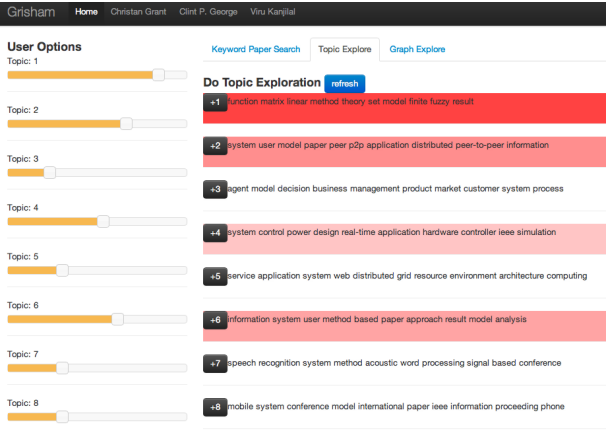 Grisham Home Christan Grant Clint P. George Viru Kanjilal
User Options
Topic: 1
Topic: 2
Topic: 3
Topic: 4
Topic: 5
Topic: 6
Topic: 7
Topic: 8
Keyword Paper Search Topic Explore Graph Explore
Do Topic Exploration refresh
+1 function matrix linear method theory set model finite fuzzy result
+2 system user model paper peer p2p application distributed peer-to-peer information
+3 agent model decision business management product market customer system process
+4 system control power design real-time application hardware controller ieee simulation
+5 service application system web distributed grid resource environment architecture computing
+6 information system user method based paper approach result model analysis
+7 speech recognition system method acoustic word processing signal based conference
+8 mobile system conference model international paper ieee information proceeding phone